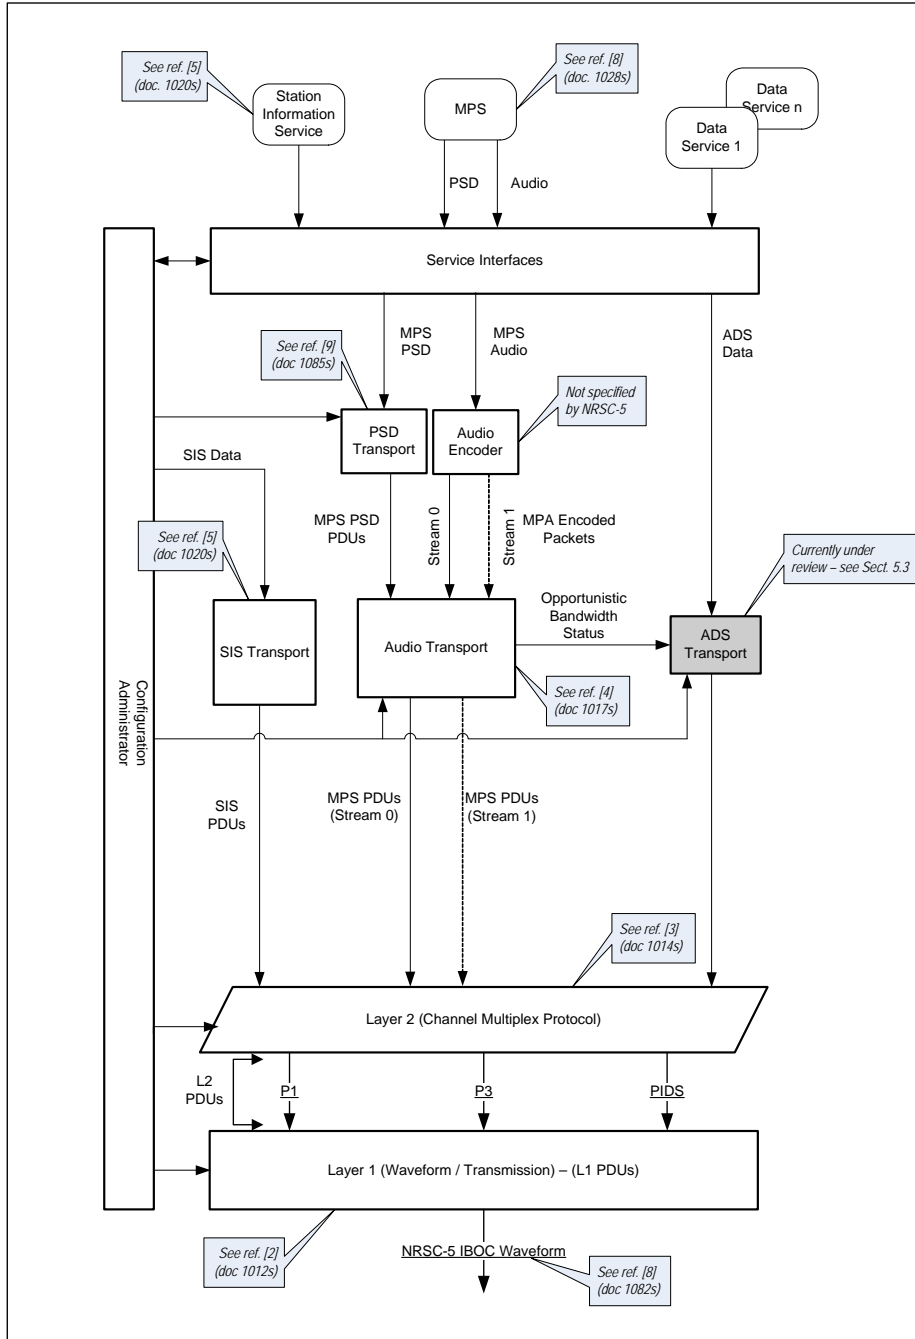 See ref. [5]
(doc. 1020s)
Station
Information
Service
MPS
See ref. [8]
(doc. 1028s)
Data
Service n
Data
Service 1
PSD
Audio
Service Interfaces
MPS
PSD
MPS
Audio
ADS
Data
See ref. [9]
(doc 1085s)
Not specified
by NRSC-5
PSD
Transport
Audio
Encoder
SIS Data
MPS PSD
PDUs
Stream 0
Stream 1
MPA Encoded
Packets
See ref. [5]
(doc 1020s)
Currently under
review – see Sect. 5.3
Opportunistic
Bandwidth
Status
SIS Transport
Audio Transport
ADS
Transport
See ref. [4]
(doc 1017s)
Configuration
Administrator
SIS
PDUs
MPS PDUs
(Stream 0)
MPS PDUs
(Stream 1)
See ref. [3]
(doc 1014s)
Layer 2 (Channel Multiplex Protocol)
L2
PDUs
P1
P3
PIDS
Layer 1 (Waveform / Transmission) – (L1 PDUs)
See ref. [2]
(doc 1012s)
NRSC-5 IBOC Waveform
See ref. [8]
(doc 1082s)